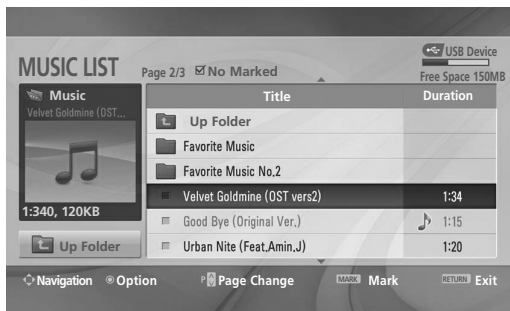 USB Device
MUSIC LIST
Page 2/3
No Marked
Free Space 150MB
Music
Title
Duration
Velvet Goldmine (OST...
Up Folder
Favorite Music
Favorite Music No.2
Velvet Goldmine (OST vers2) 1:34
1:340, 120KB
Good Bye (Original Ver.) 1:15
Up Folder
Urban Nite (Feat.Amin.J) 1:20
Navigation Option P Page Change MARK Mark RETURN Exit